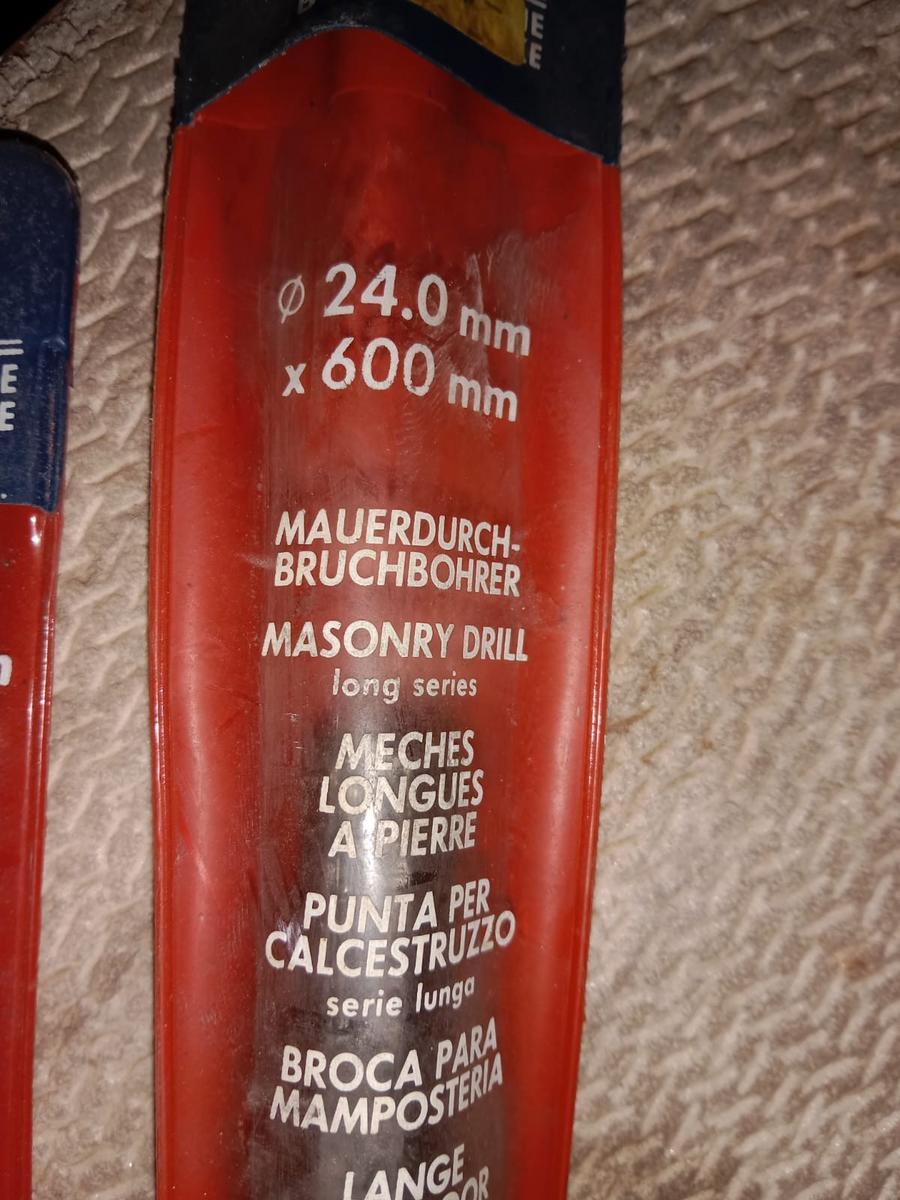 Ø 24.0 mm
x 600 mm
MAUERDURCH-
BRUCHBOHRER
MASONRY DRILL
long series
MECHES
LONGUES
A PIERRE
PUNTA PER
CALCESTRUZZO
serie lunga
BROCA PARA
MAMPOSTERIA
LANGE